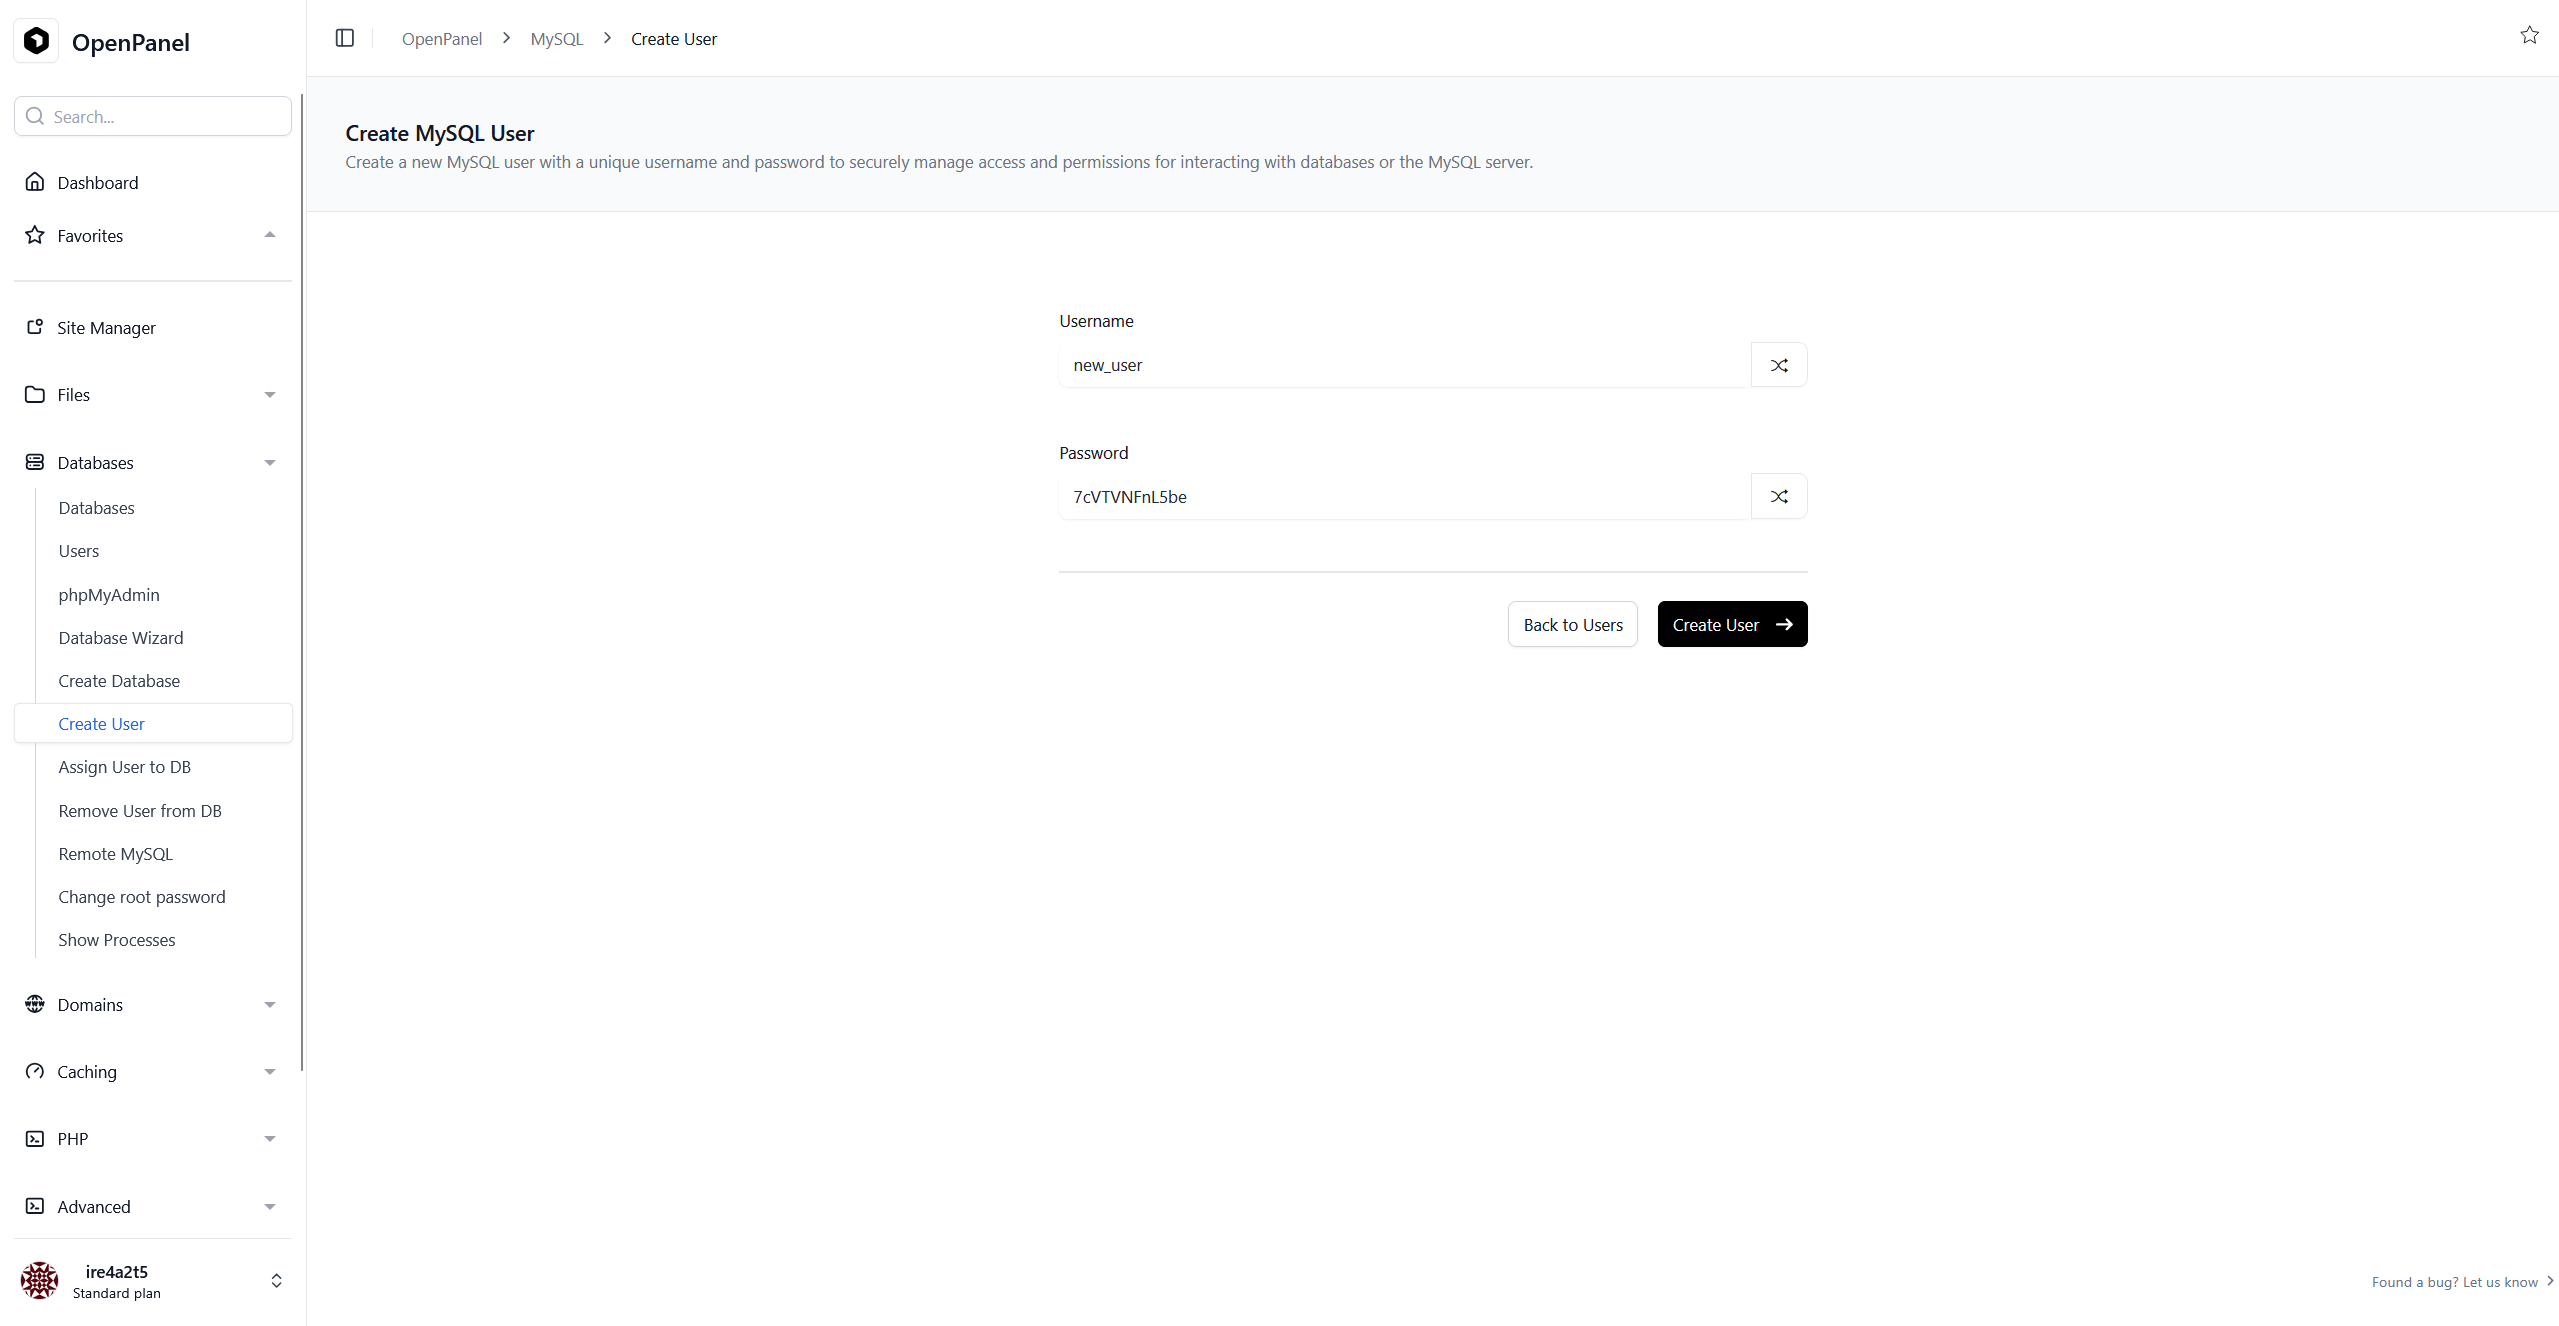 OpenPanel
Search...
Dashboard
Favorites
Site Manager
Files
Databases
Databases
Users
phpMyAdmin
Database Wizard
Create Database
Create User
Assign User to DB
Remove User from DB
Remote MySQL
Change root password
Show Processes
Domains
Caching
PHP
Advanced
ire4a2t5
Standard plan
OpenPanel > MySQL > Create User
Create MySQL User
Create a new MySQL user with a unique username and password to securely manage access and permissions for interacting with databases or the MySQL server.
Username
new_user
Password
7cVTVNFnL5be
Back to Users
Create User →
Found a bug? Let us know >